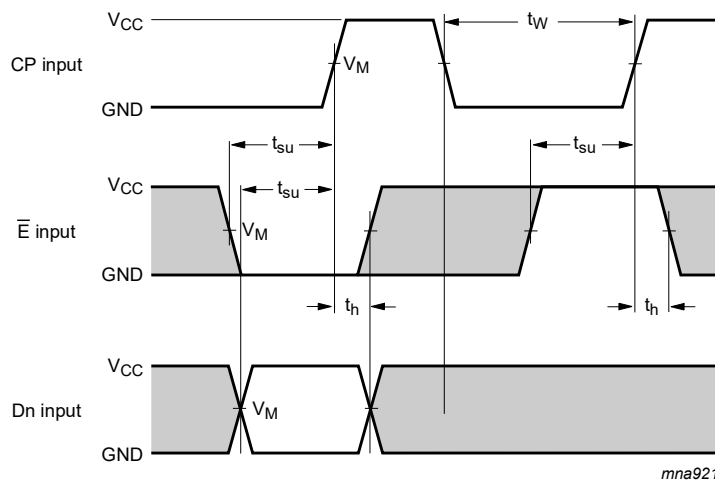 VCC
tW
CP input
VM
GND
tsu
tsu
VCC
tsu
E̅ input
VM
GND
th
th
VCC
Dn input
VM
GND
mna921